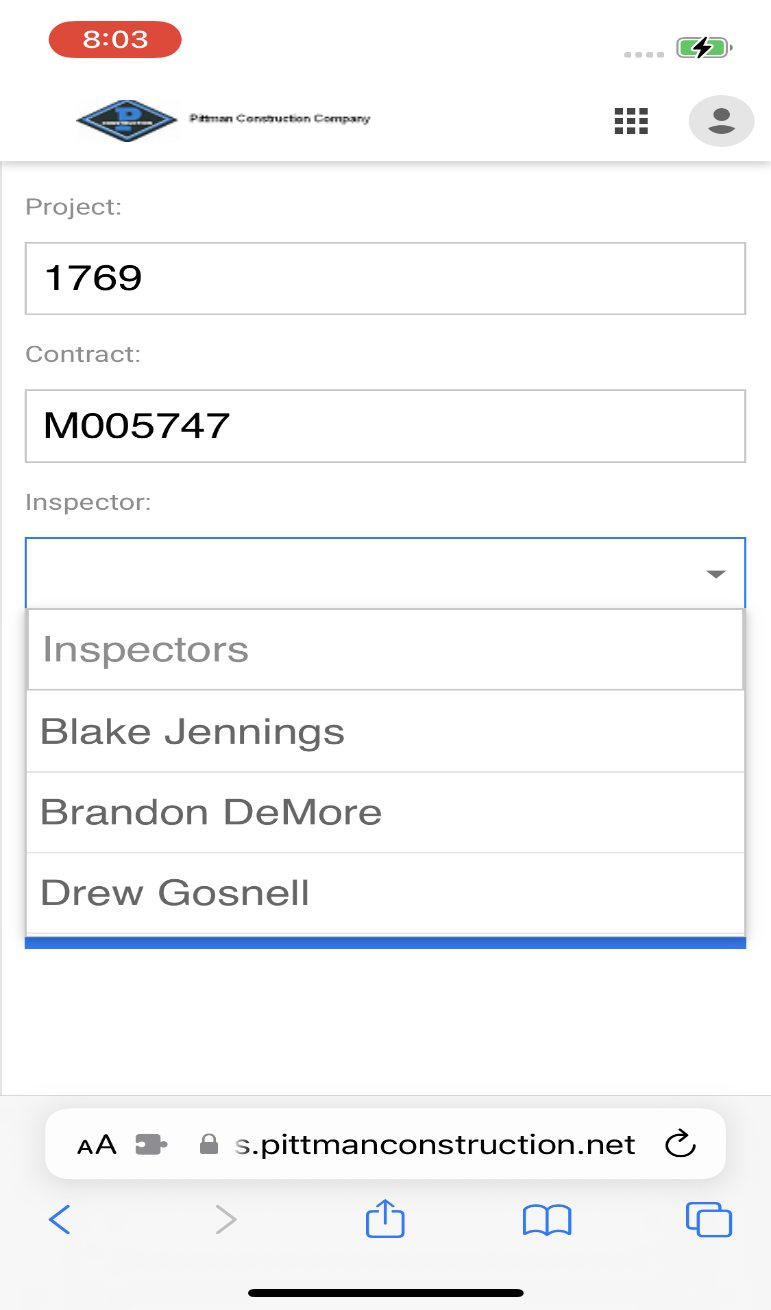 8:03
Pittman Construction Company
Project:
1769
Contract:
M005747
Inspector:
Inspectors
Blake Jennings
Brandon DeMore
Drew Gosnell
AA s.pittmanconstruction.net